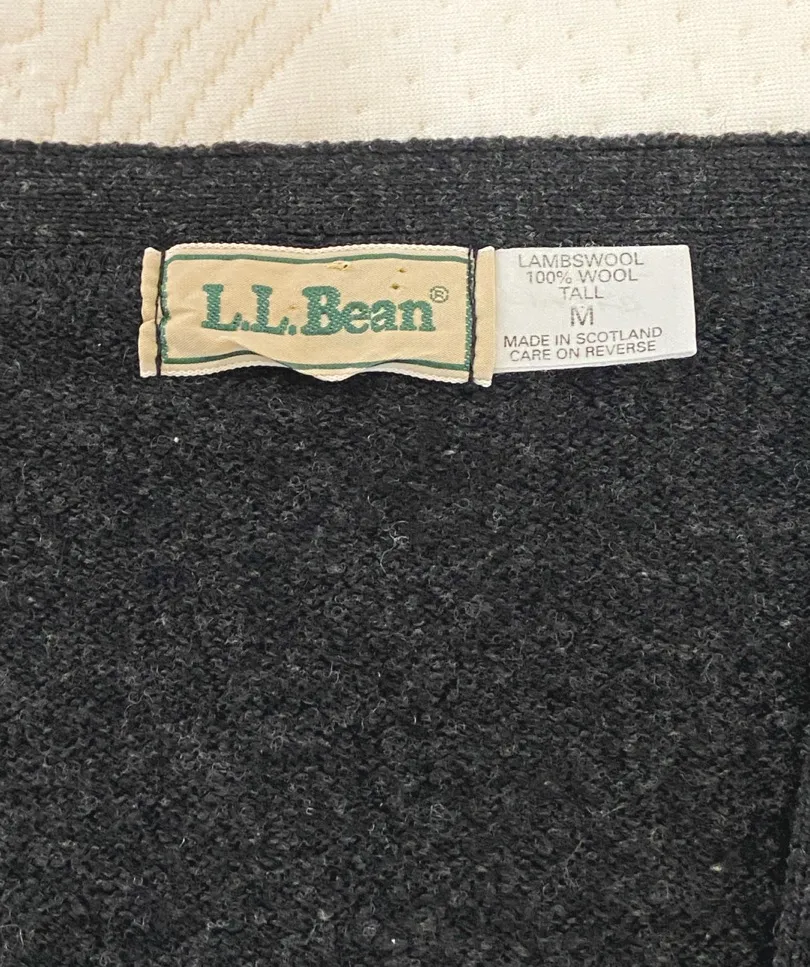 L.L.Bean®
LAMBSWOOL
100% WOOL
TALL
M
MADE IN SCOTLAND
CARE ON REVERSE